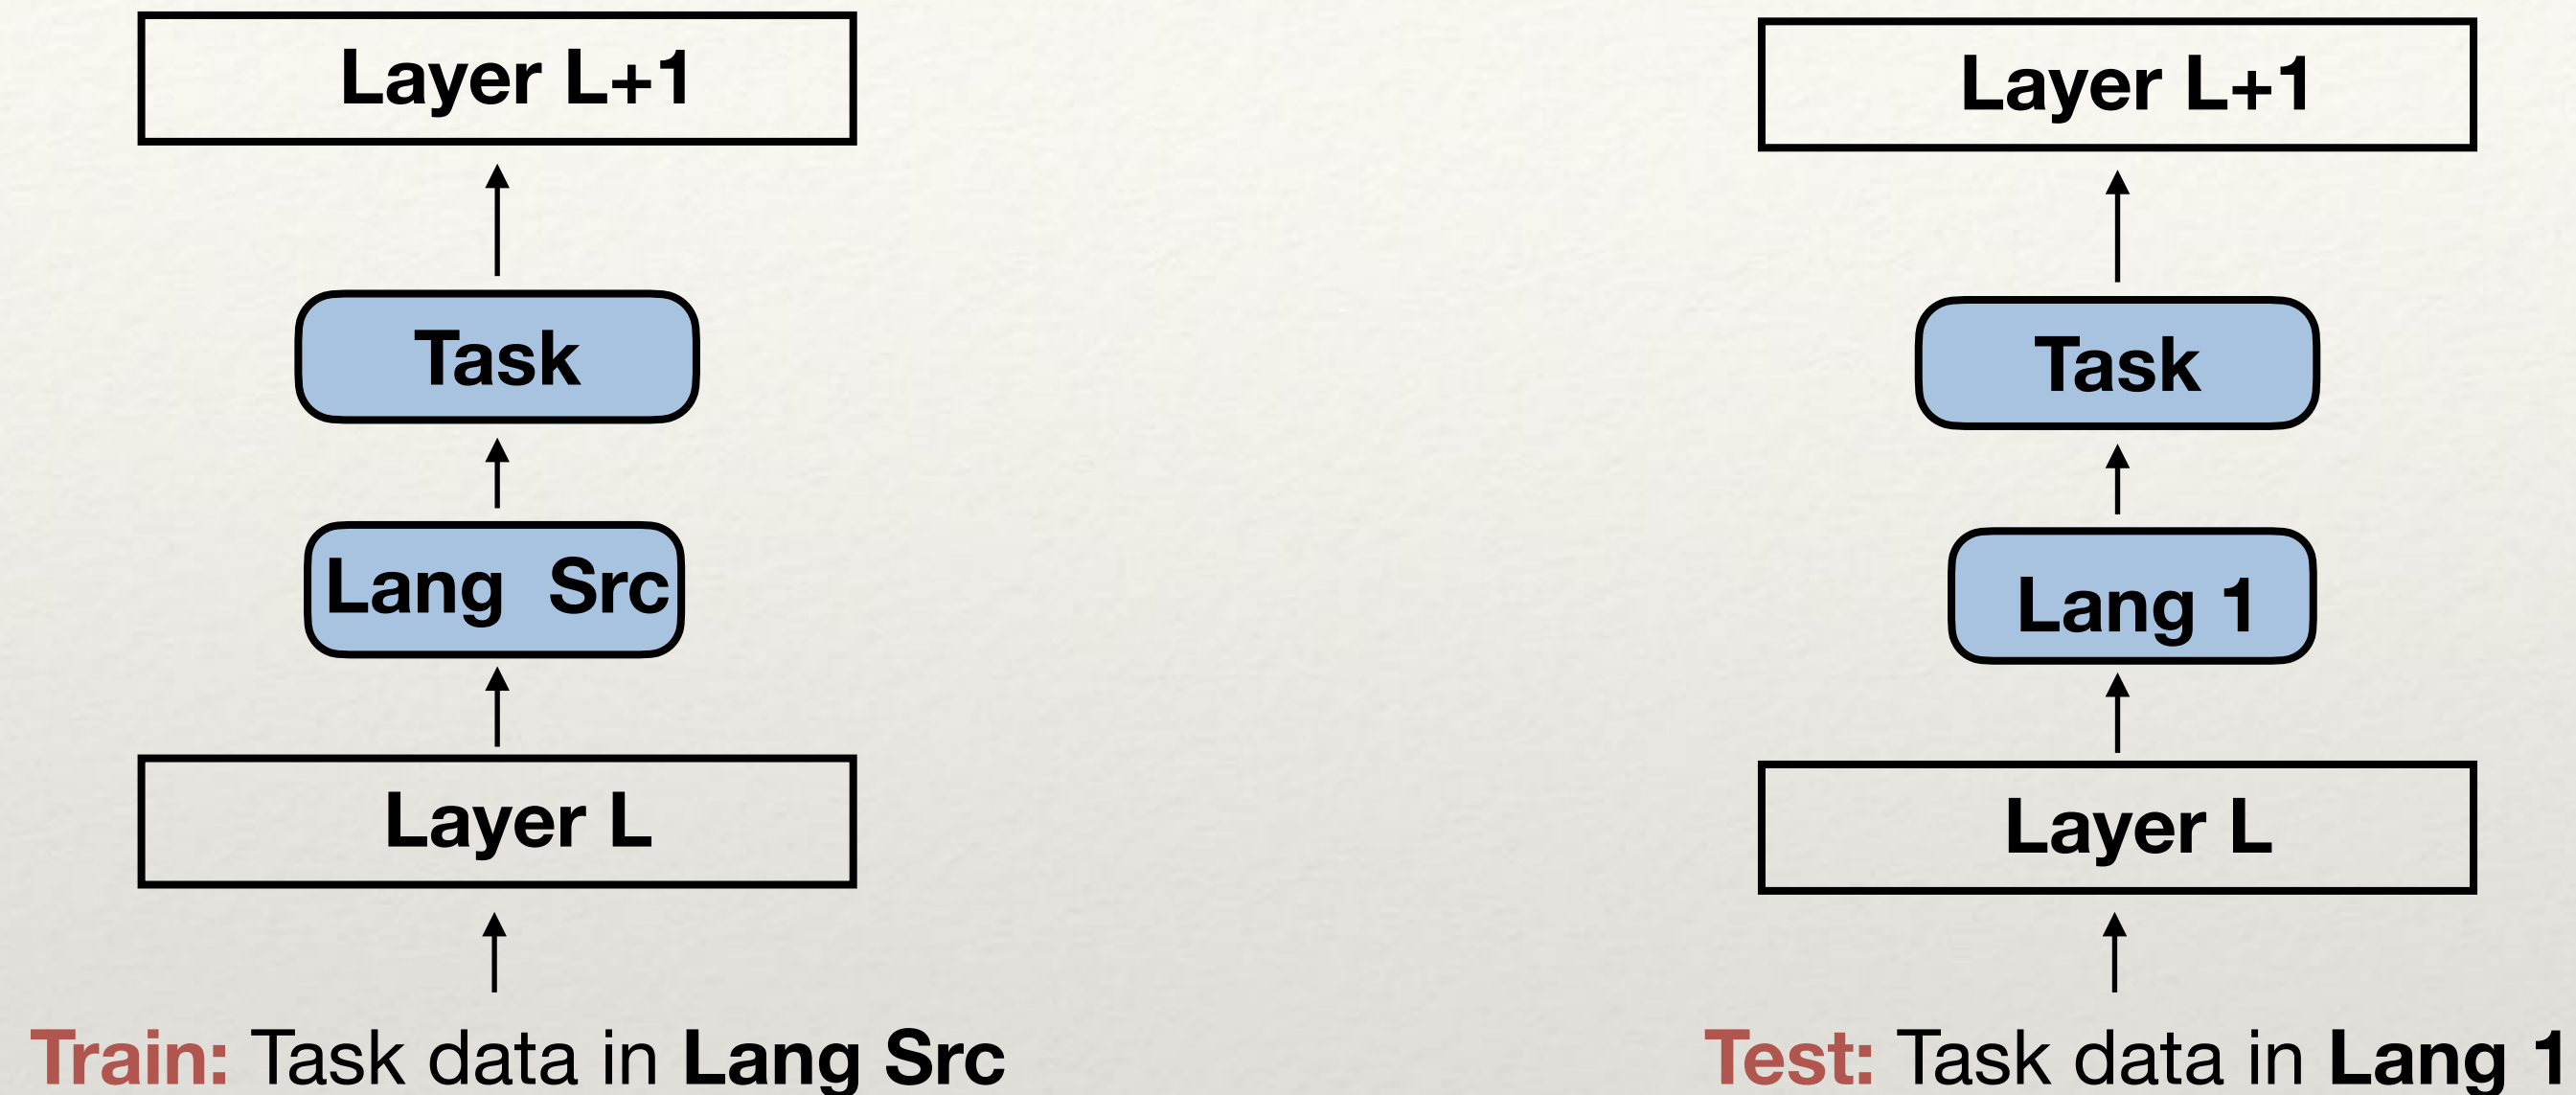 Layer L+1
Task
Lang Src
Layer L
Train: Task data in Lang Src
Layer L+1
Task
Lang 1
Layer L
Test: Task data in Lang 1